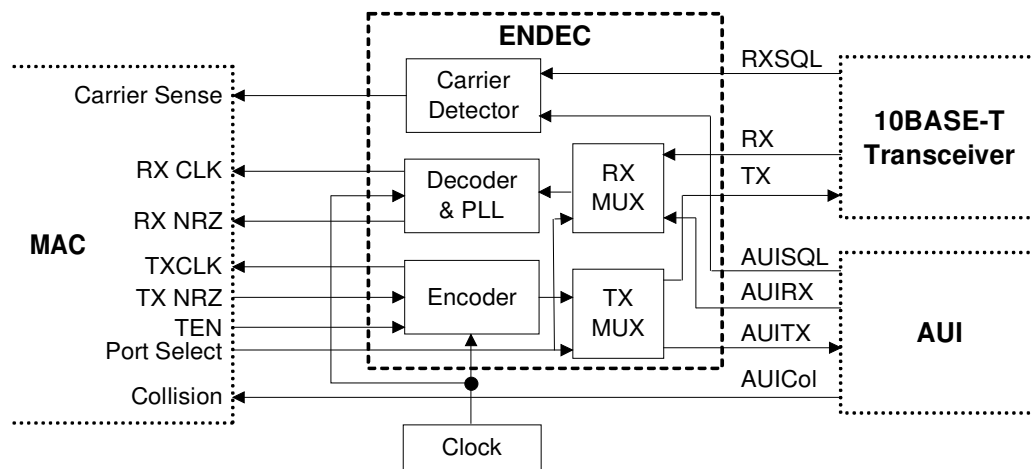 ENDEC
RXSQL
Carrier Sense
Carrier
Detector
10BASE-T
Transceiver
RX
TX
RX CLK
RX NRZ
Decoder
& PLL
RX
MUX
MAC
TXCLK
TX NRZ
TEN
Port Select
Collision
Encoder
TX
MUX
AUISQL
AUIRX
AUITX
AUICol
AUI
Clock